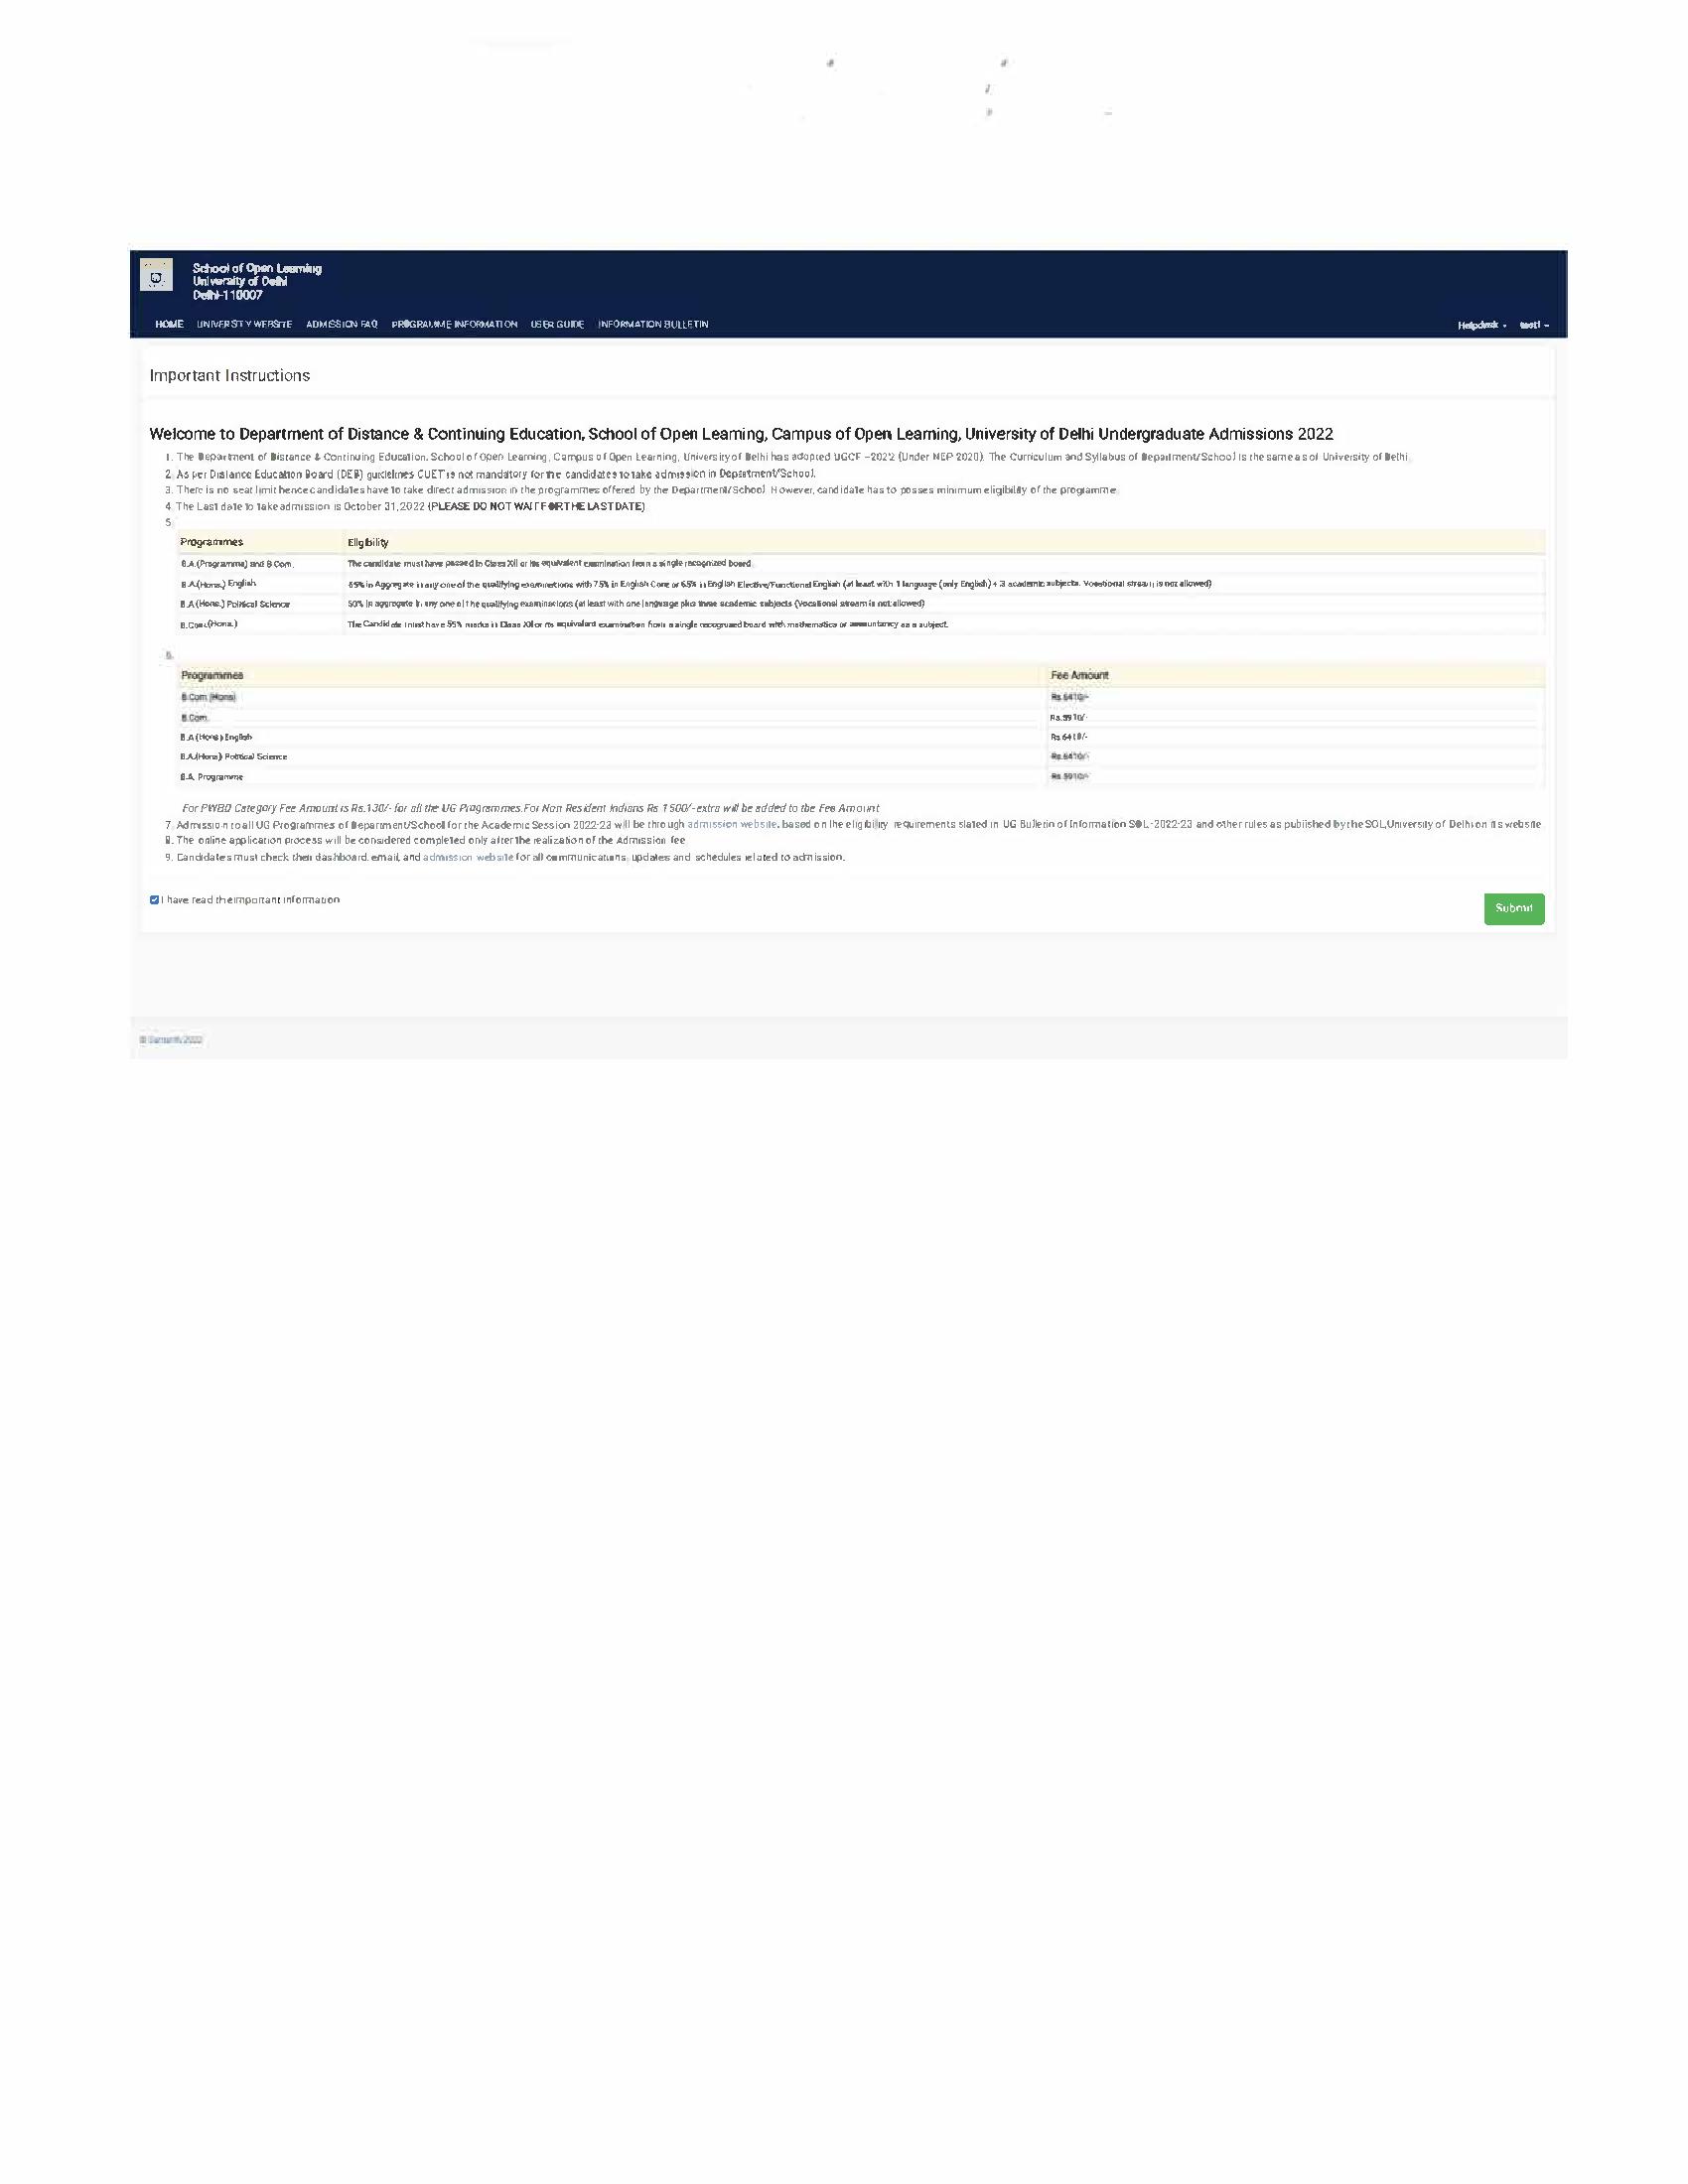 School of Open Learning
University of Delhi
Delhi-110007
HOME UNIVERSITY WEBSITE ADMISSION FAQ PROGRAMME INFORMATION USER GUIDE INFORMATION BULLETIN Helpdesk
Important Instructions
Welcome to Department of Distance & Continuing Education, School of Open Learning, Campus of Open Learning, University of Delhi Undergraduate Admissions 2022
1. The Department of Distance & Continuing Education, School of Open Learning, Campus of Open Learning, University of Delhi has adopted UGCF -2022 (Under NEP 2020). The Curriculum and Syllabus of Department/School is the same as of University of Delhi.
2. As per Distance Education Board (DEB) guidelines CUET is not mandatory for the candidates to take admission in Department/School.
3. There is no seat limit hence candidates have to take direct admission in the programmes offered by the Department/School. However, candidate has to posses minimum eligibility of the programme.
4. The Last date to take admission is October 31,2022 (PLEASE DO NOT WAIT FOR THE LAST DATE)
5.
Programmes Eligibility
B.A.(Programme) and B.Com. The candidate must have passed in Class XII or its equivalent examination from a single recognized board.
B.A.(Hons.) English in Aggregate in any one of the qualifying examinations with 75% in English Core or 65% in English Elective/Functional English (at least with 1 language (only English) + 3 academic subjects. Vocational stream is not allowed)
B.A.(Hons.) Political Science 50% in aggregate in any one of the qualifying examinations (at least with one language plus three academic subjects (Vocational stream is not allowed)
B.Com.(Hons.) The Candidate must have 55% marks in Class XII or its equivalent examination from a single recognized board with mathematics or accountancy as a subject.
6.
Programmes Fee Amount
B.Com.(Hons) Rs.6410/-
B.Com. Rs.5910/-
B.A.(Hons) English Rs.6410/-
B.A.(Hons) Political Science Rs.6410/-
B.A. Programme Rs.5910/-
For PWBD Category Fee Amount is Rs.130/- for all the UG Programmes.For Non Resident Indians Rs.1500/- extra will be added to the Fee Amount
7. Admission to all UG Programmes of Department/School for the Academic Session 2022-23 will be through admission website, based on the eligibility requirements stated in UG Bulletin of Information SOL-2022-23 and other rules as published by the SOL,University of Delhi on its website
8. The online application process will be considered completed only after the realization of the Admission fee
9. Candidates must check their dashboard, email, and admission website for all communications, updates and schedules related to admission.
I have read the important information
Submit